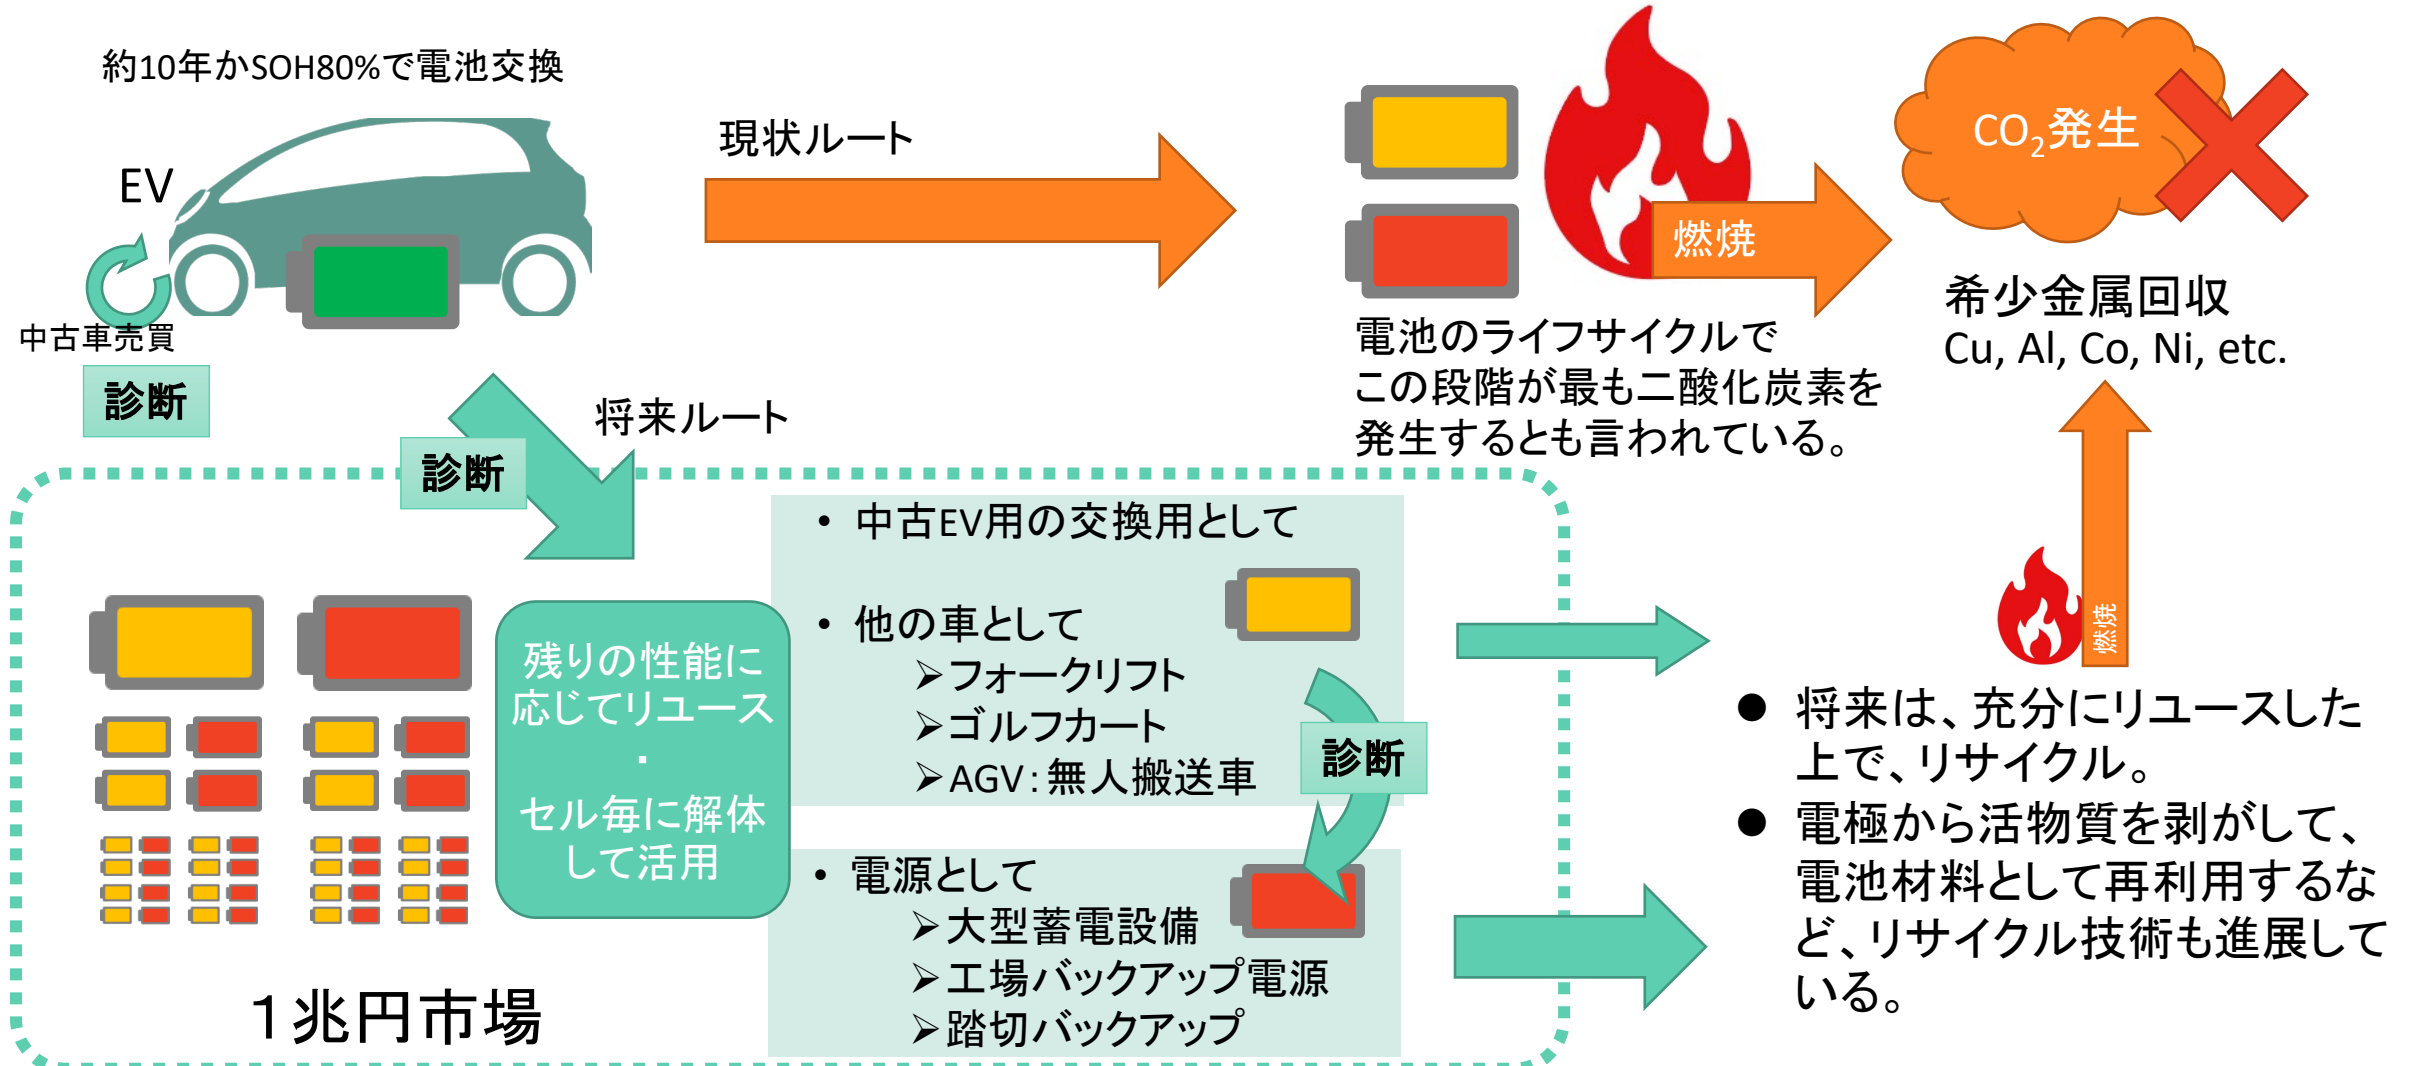 約10年かSOH80%で電池交換
EV
中古車売買
診断
現状ルート
燃焼
CO₂発生
電池のライフサイクルで
この段階が最も二酸化炭素を
発生するとも言われている。
希少金属回収
Cu, Al, Co, Ni, etc.
将来ルート
診断
残りの性能に
応じてリユース
・
セル毎に解体
して活用
1兆円市場
• 中古EV用の交換用として
• 他の車として
➢フォークリフト
➢ゴルフカート
➢AGV：無人搬送車
診断
• 電源として
➢大型蓄電設備
➢工場バックアップ電源
➢踏切バックアップ
燃焼
● 将来は、充分にリユースした
上で、リサイクル。
● 電極から活物質を剥がして、
電池材料として再利用するな
ど、リサイクル技術も進展して
いる。